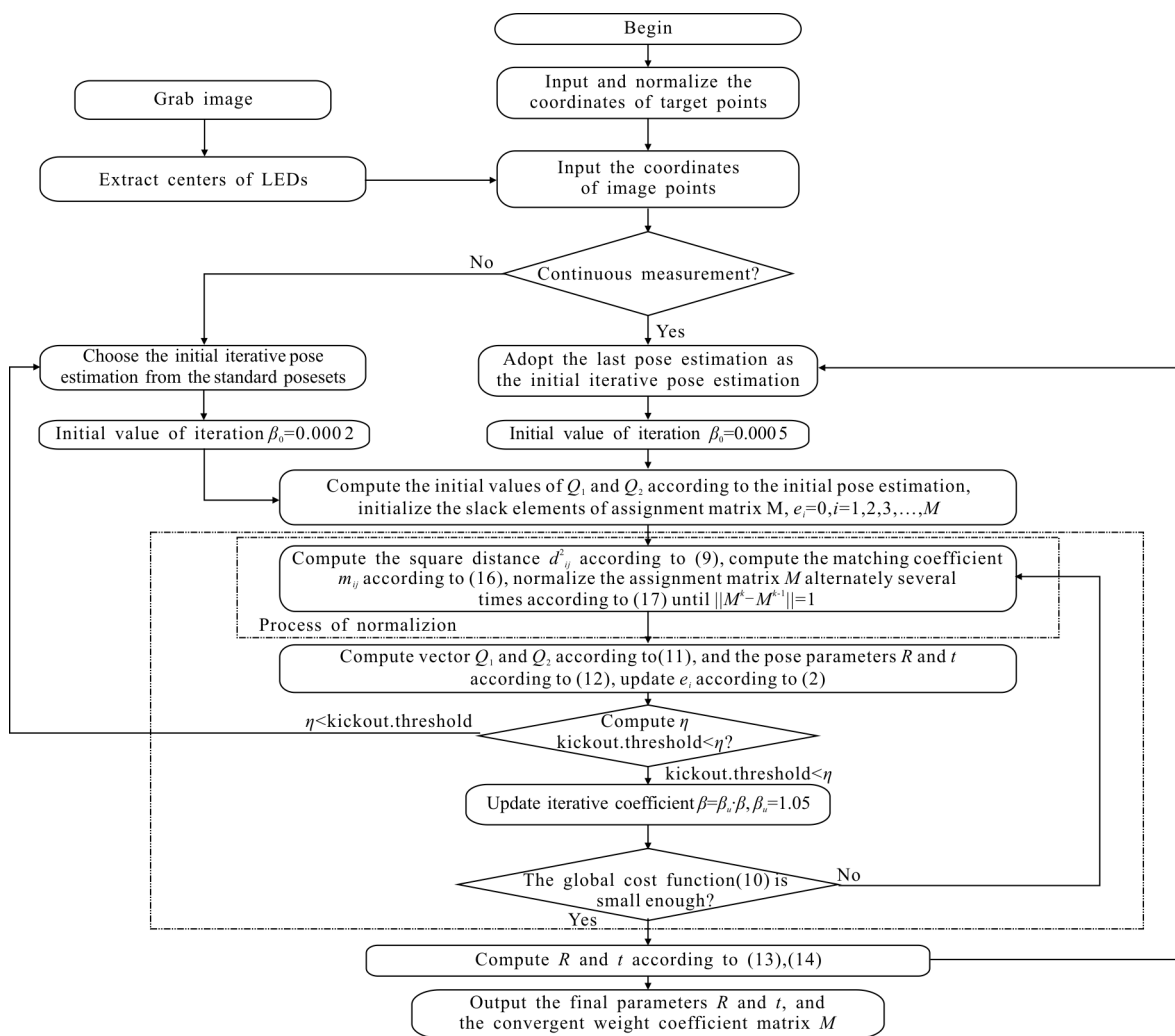 Begin
Input and normalize the
coordinates of target points
Grab image
Extract centers of LEDs
Input the coordinates
of image points
No
Continuous measurement?
Yes
Choose the initial iterative pose
estimation from the standard posesets
Adopt the last pose estimation as
the initial iterative pose estimation
Initial value of iteration β₀=0.000 2
Initial value of iteration β₀=0.000 5
Compute the initial values of Q₁ and Q₂ according to the initial pose estimation,
initialize the slack elements of assignment matrix M, eᵢ=0,i=1,2,3,…,M
Compute the square distance d²ᵢⱼ according to (9), compute the matching coefficient
mᵢⱼ according to (16), normalize the assignment matrix M alternately several
times according to (17) until ||Mᵏ−Mᵏ⁻¹||=1
Process of normalizion
Compute vector Q₁ and Q₂ according to(11), and the pose parameters R and t
according to (12), update eᵢ according to (2)
η<kickout.threshold
Compute η
kickout.threshold<η?
kickout.threshold<η
Update iterative coefficient β=βᵤ·β,βᵤ=1.05
The global cost function(10) is
small enough?
No
Yes
Compute R and t according to (13),(14)
Output the final parameters R and t, and
the convergent weight coefficient matrix M